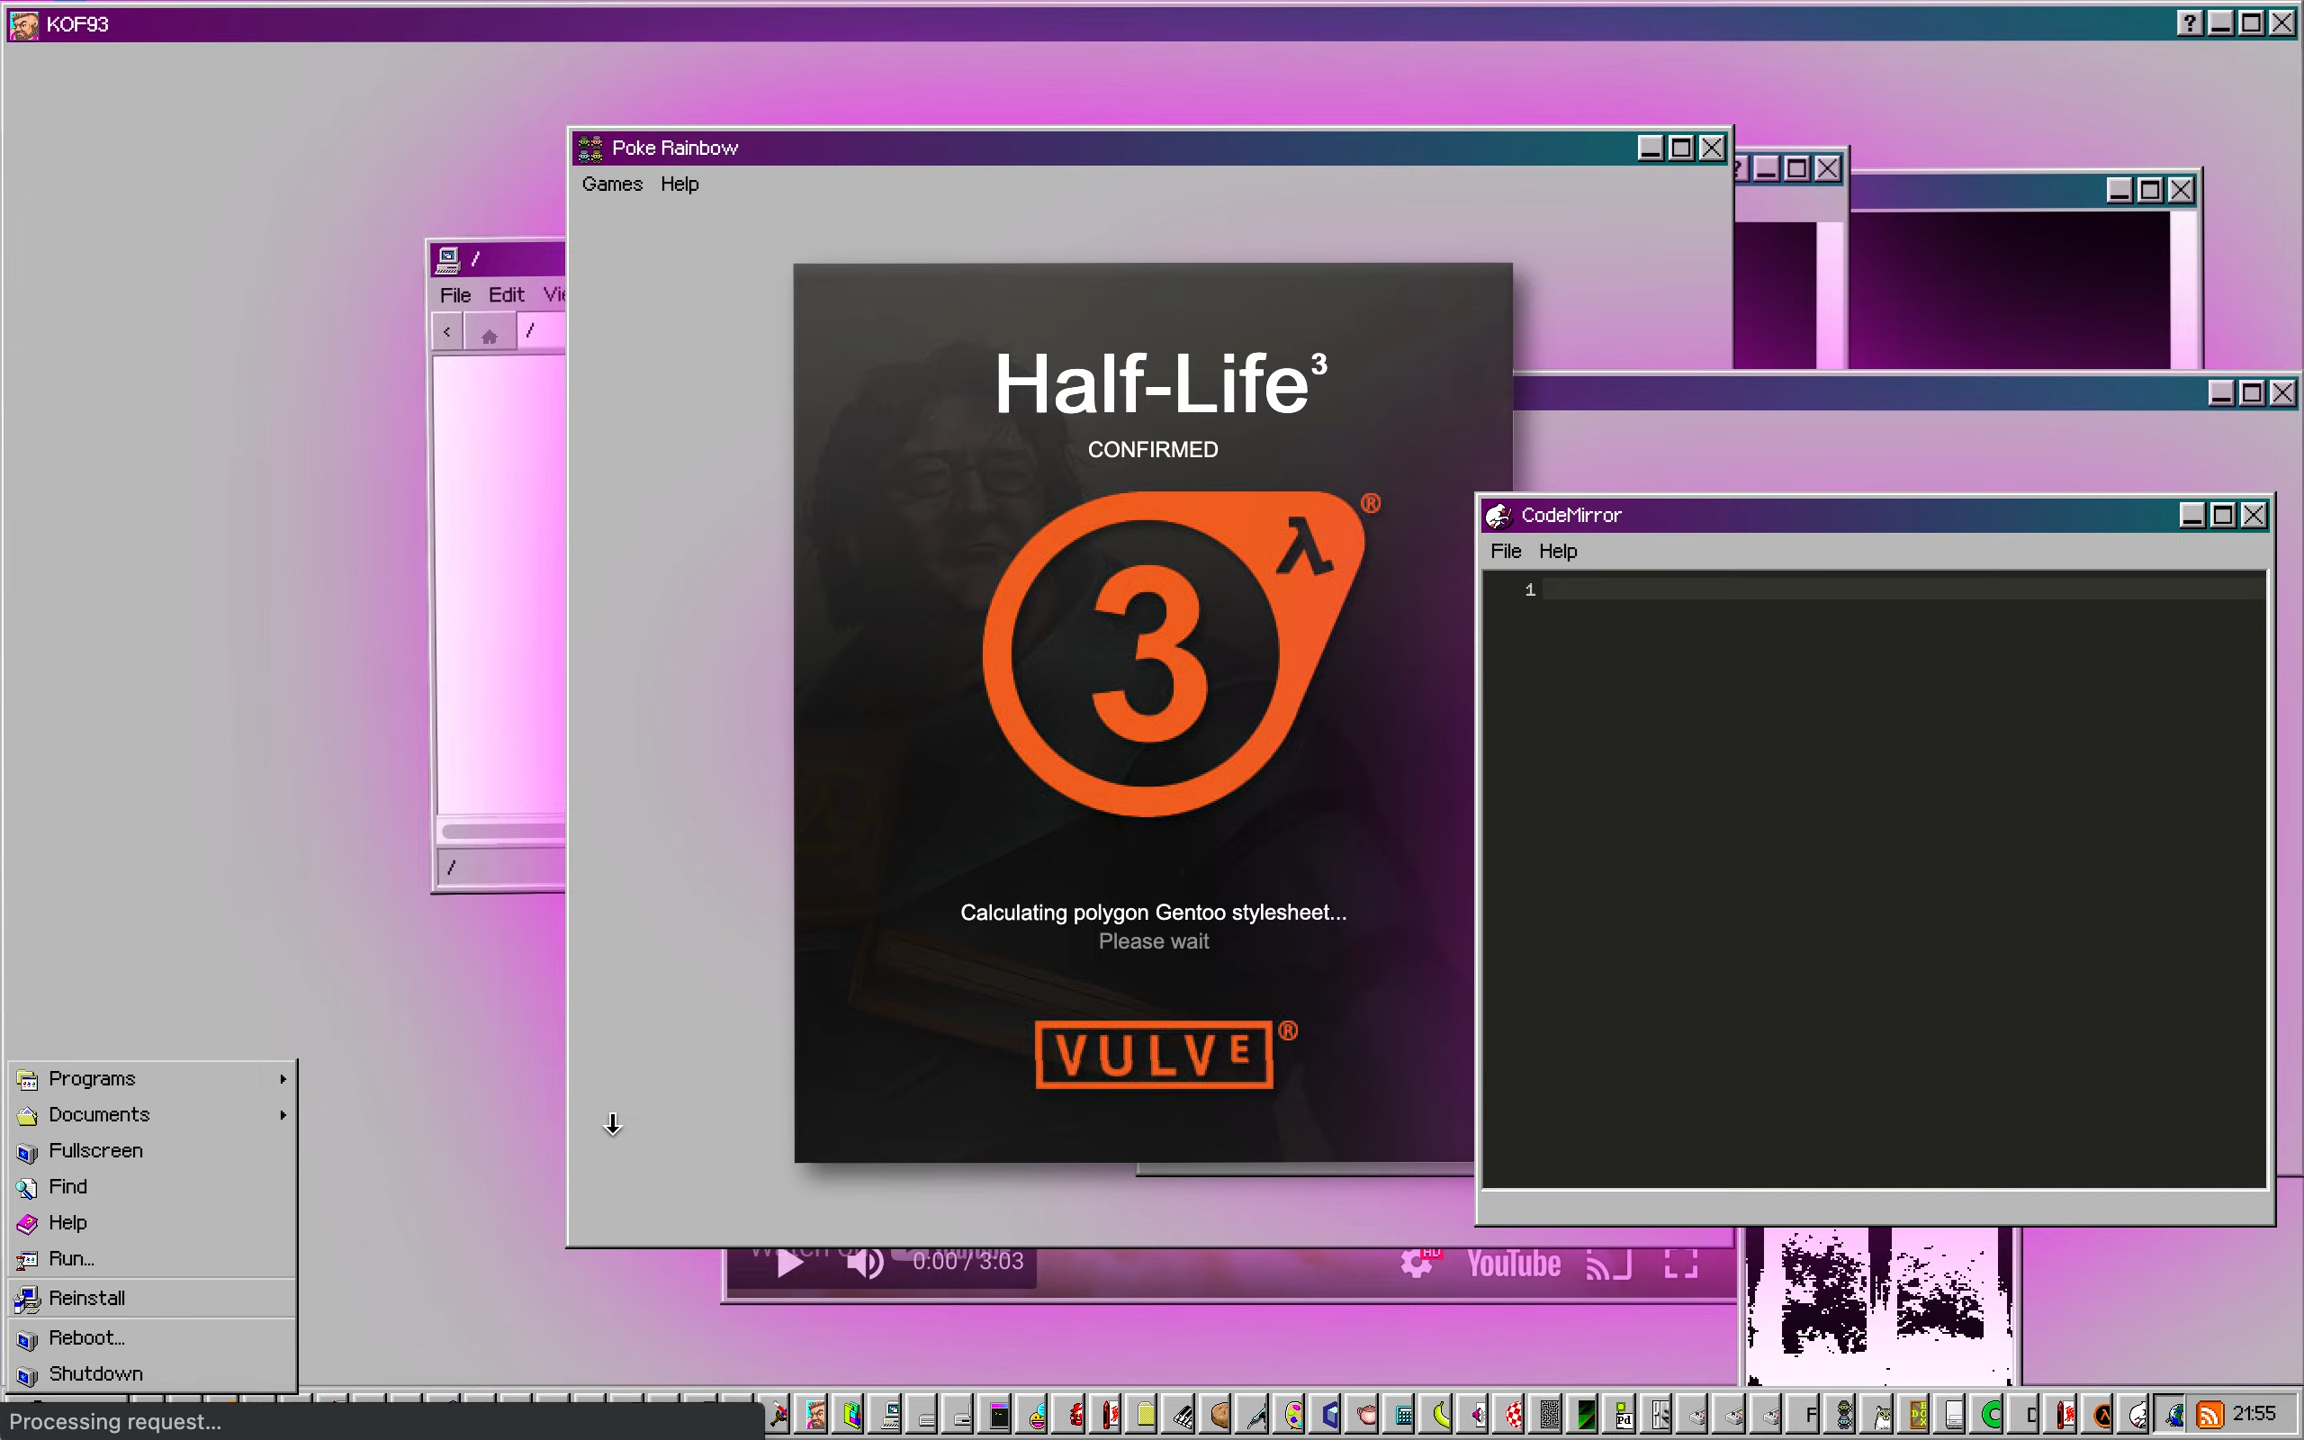 KOF93
?
Poke Rainbow
Games Help
/
File Edit
< /
/
Half-Life³
CONFIRMED
®
λ
3
Calculating polygon Gentoo stylesheet...
Please wait
VULVE ®
CodeMirror
File Help
1
Programs
Documents
Fullscreen
Find
Help
Run...
Reinstall
Reboot...
Shutdown
0:00 / 3:03
HD
YouTube
Processing request...
Pd
F
D
21:55